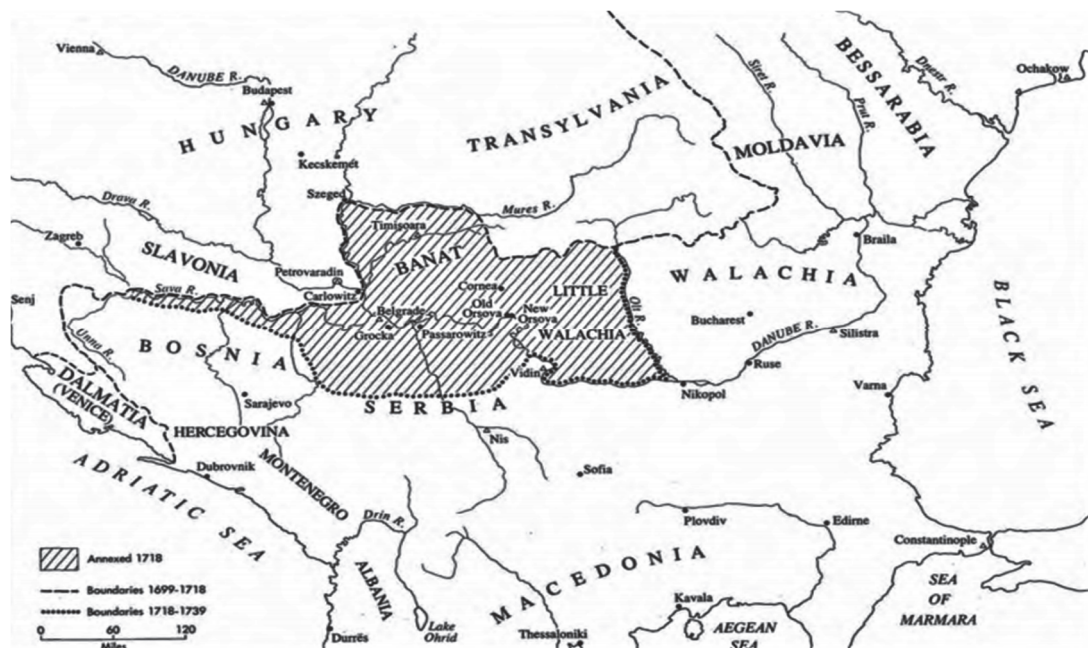 Vienna
DANUBE R.
Budapest
HUNGARY
Kecskemét
Szeged
TRANSYLVANIA
Mures R.
Siret R.
Prut R.
MOLDAVIA
BESSARABIA
Dnestr R.
Ochakow
Drava R.
Zagreb
SLAVONIA
Petrovaradin
Carlowitz
Timişoara
BANAT
Cornea
Old
Orsova
New
Orsova
LITTLE
WALACHIA
Olt R.
WALACHIA
Braila
Bucharest
DANUBE R.
Silistra
Ruse
Nikopol
Varna
BLACK SEA
Senj
Sava R.
Unna R.
BOSNIA
Belgrade
Grocka
Passarowitz
Vidin
SERBIA
Sarajevo
DALMATIA
(VENICE)
HERCEGOVINA
Dubrovnik
MONTENEGRO
Nis
Sofia
ADRIATIC SEA
Drin R.
ALBANIA
Plovdiv
Edirne
Constantinople
MACEDONIA
Kavala
SEA
OF
MARMARA
AEGEAN
SEA
Lake
Ohrid
Durrës
Thessaloniki
Annexed 1718
Boundaries 1699-1718
Boundaries 1718-1739
0 60 120
Miles